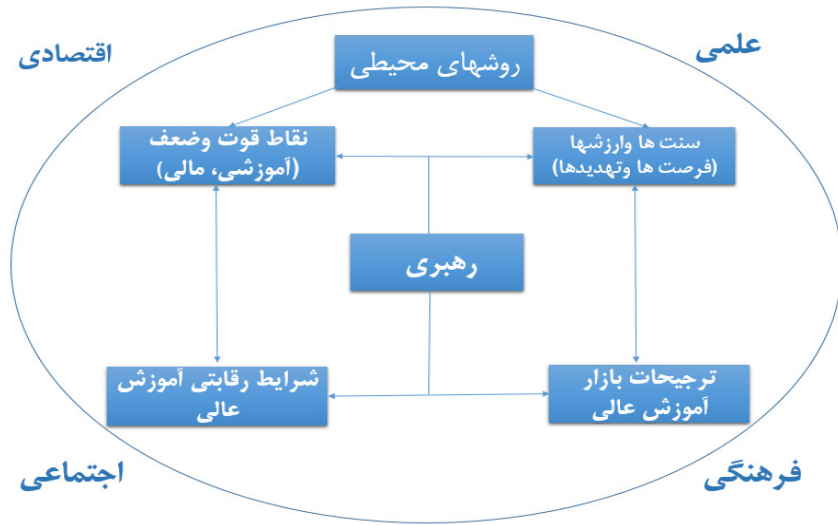 علمی
اقتصادی
روشهای محیطی
سنت ها وارزشها
(فرصت ها وتهدیدها)
نقاط قوت وضعف
(آموزشی، مالی)
رهبری
ترجیحات بازار
آموزش عالی
شرایط رقابتی آموزش
عالی
فرهنگی
اجتماعی